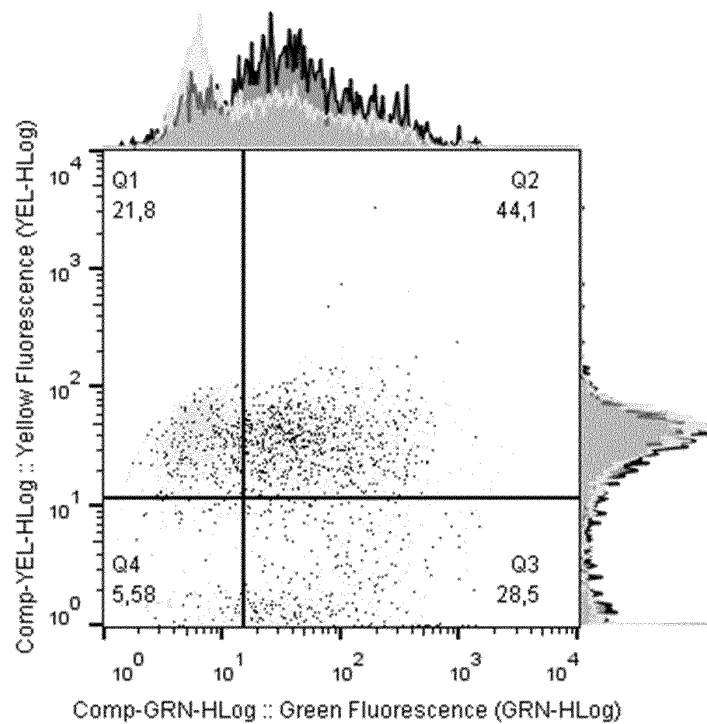 10^4
Q1
Q2
21,8
44,1
10^3
10^2
10^1
Q4
Q3
5,58
28,5
10^0
10^0 10^1 10^2 10^3 10^4
Comp-YEL-HLog :: Yellow Fluorescence (YEL-HLog)
Comp-GRN-HLog :: Green Fluorescence (GRN-HLog)